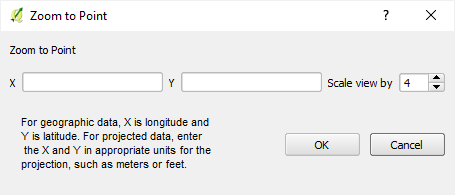 Zoom to Point
Zoom to Point
X Y Scale view by 4
For geographic data, X is longitude and
Y is latitude. For projected data, enter
the X and Y in appropriate units for the
projection, such as meters or feet.
OK Cancel